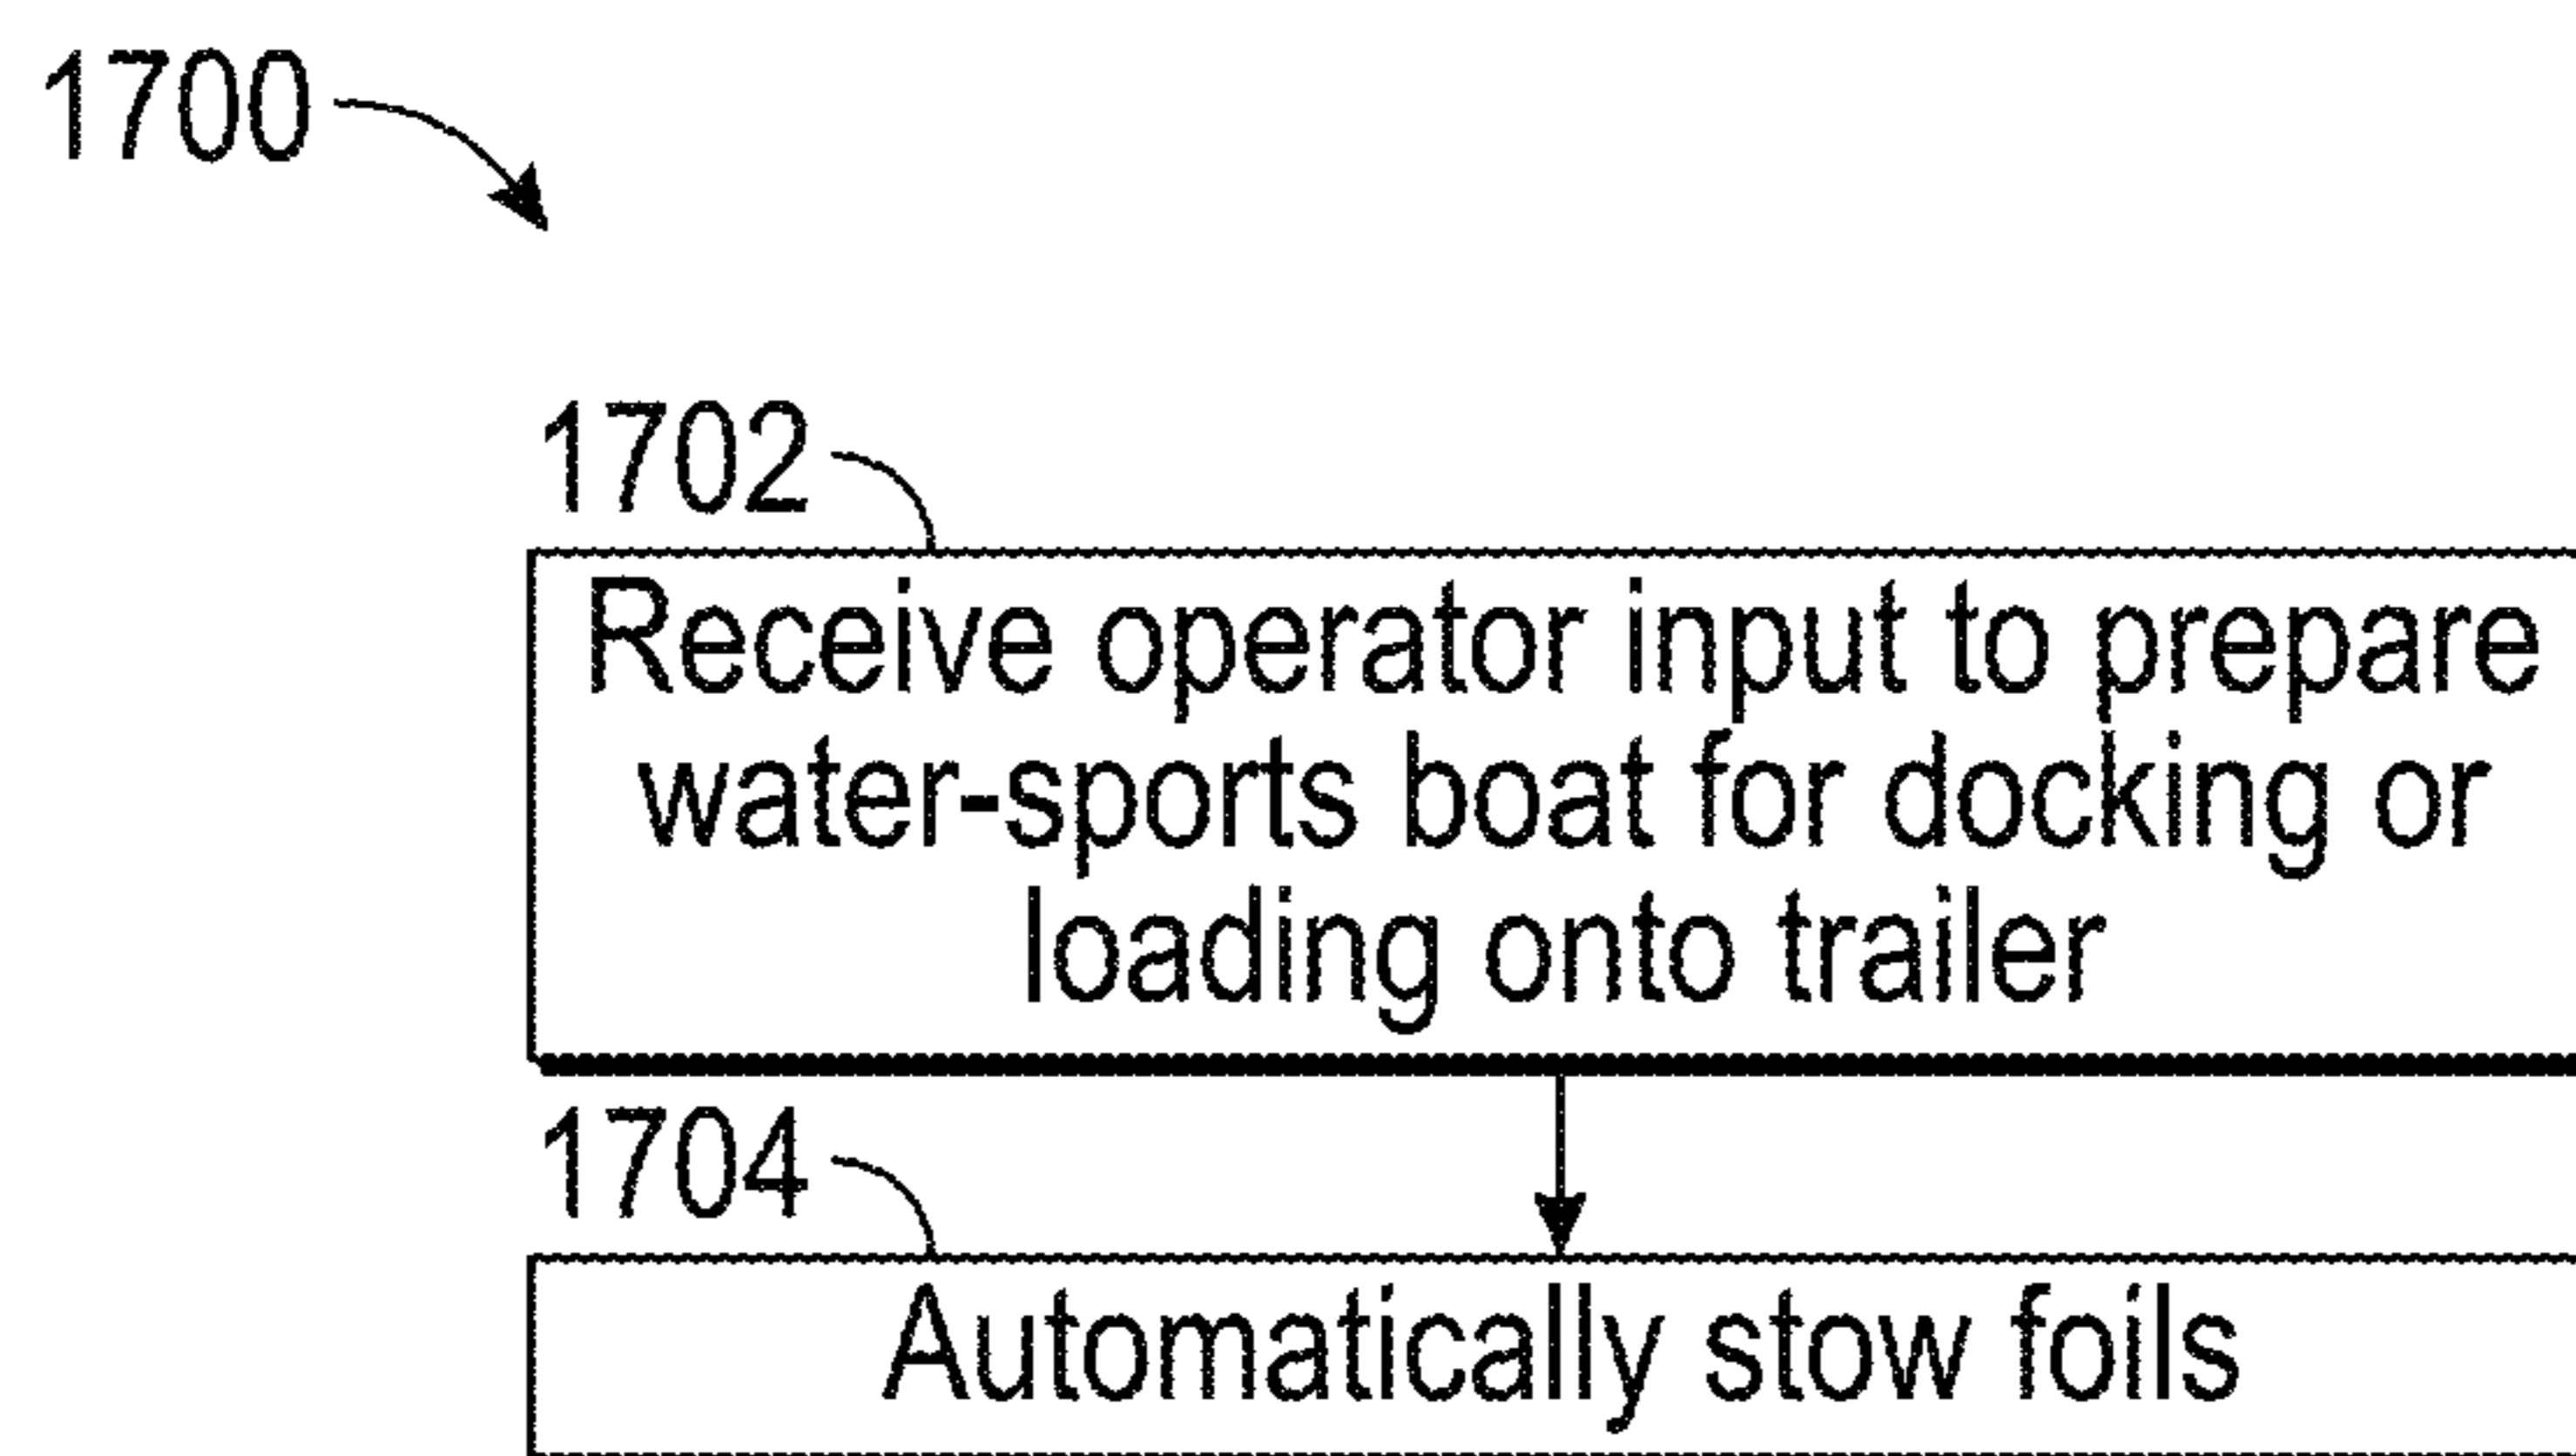 1700
1702
Receive operator input to prepare
water-sports boat for docking or
loading onto trailer
1704
Automatically stow foils